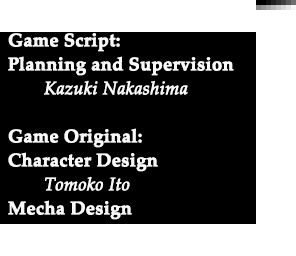 Game Script:
Planning and Supervision
Kazuki Nakashima
Game Original:
Character Design
Tomoko Ito
Mecha Design